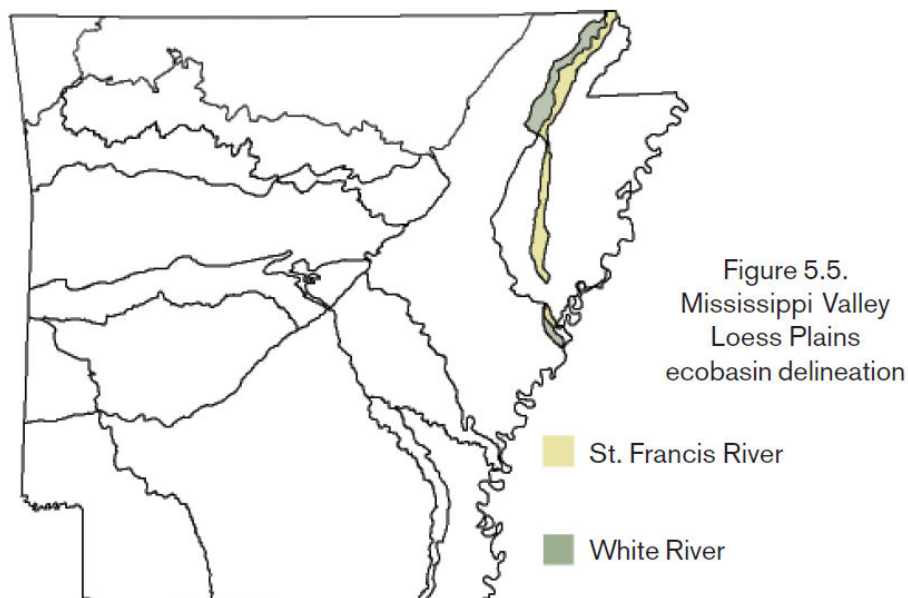 Figure 5.5.
Mississippi Valley
Loess Plains
ecobasin delineation
St. Francis River
White River